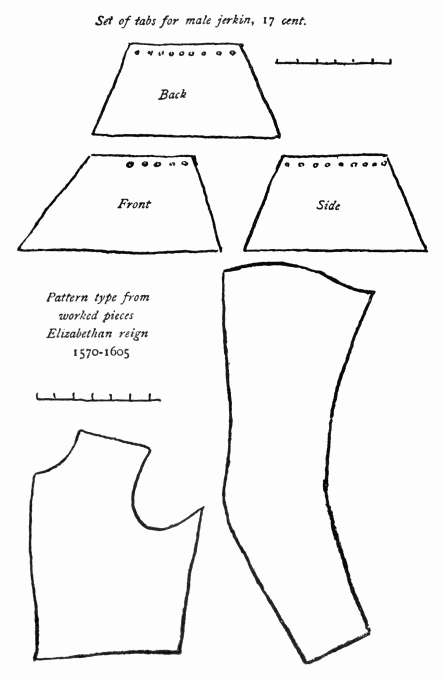 Set of tabs for male jerkin, 17 cent.
Back
Front
Side
Pattern type from
worked pieces
Elizabethan reign
1570-1605